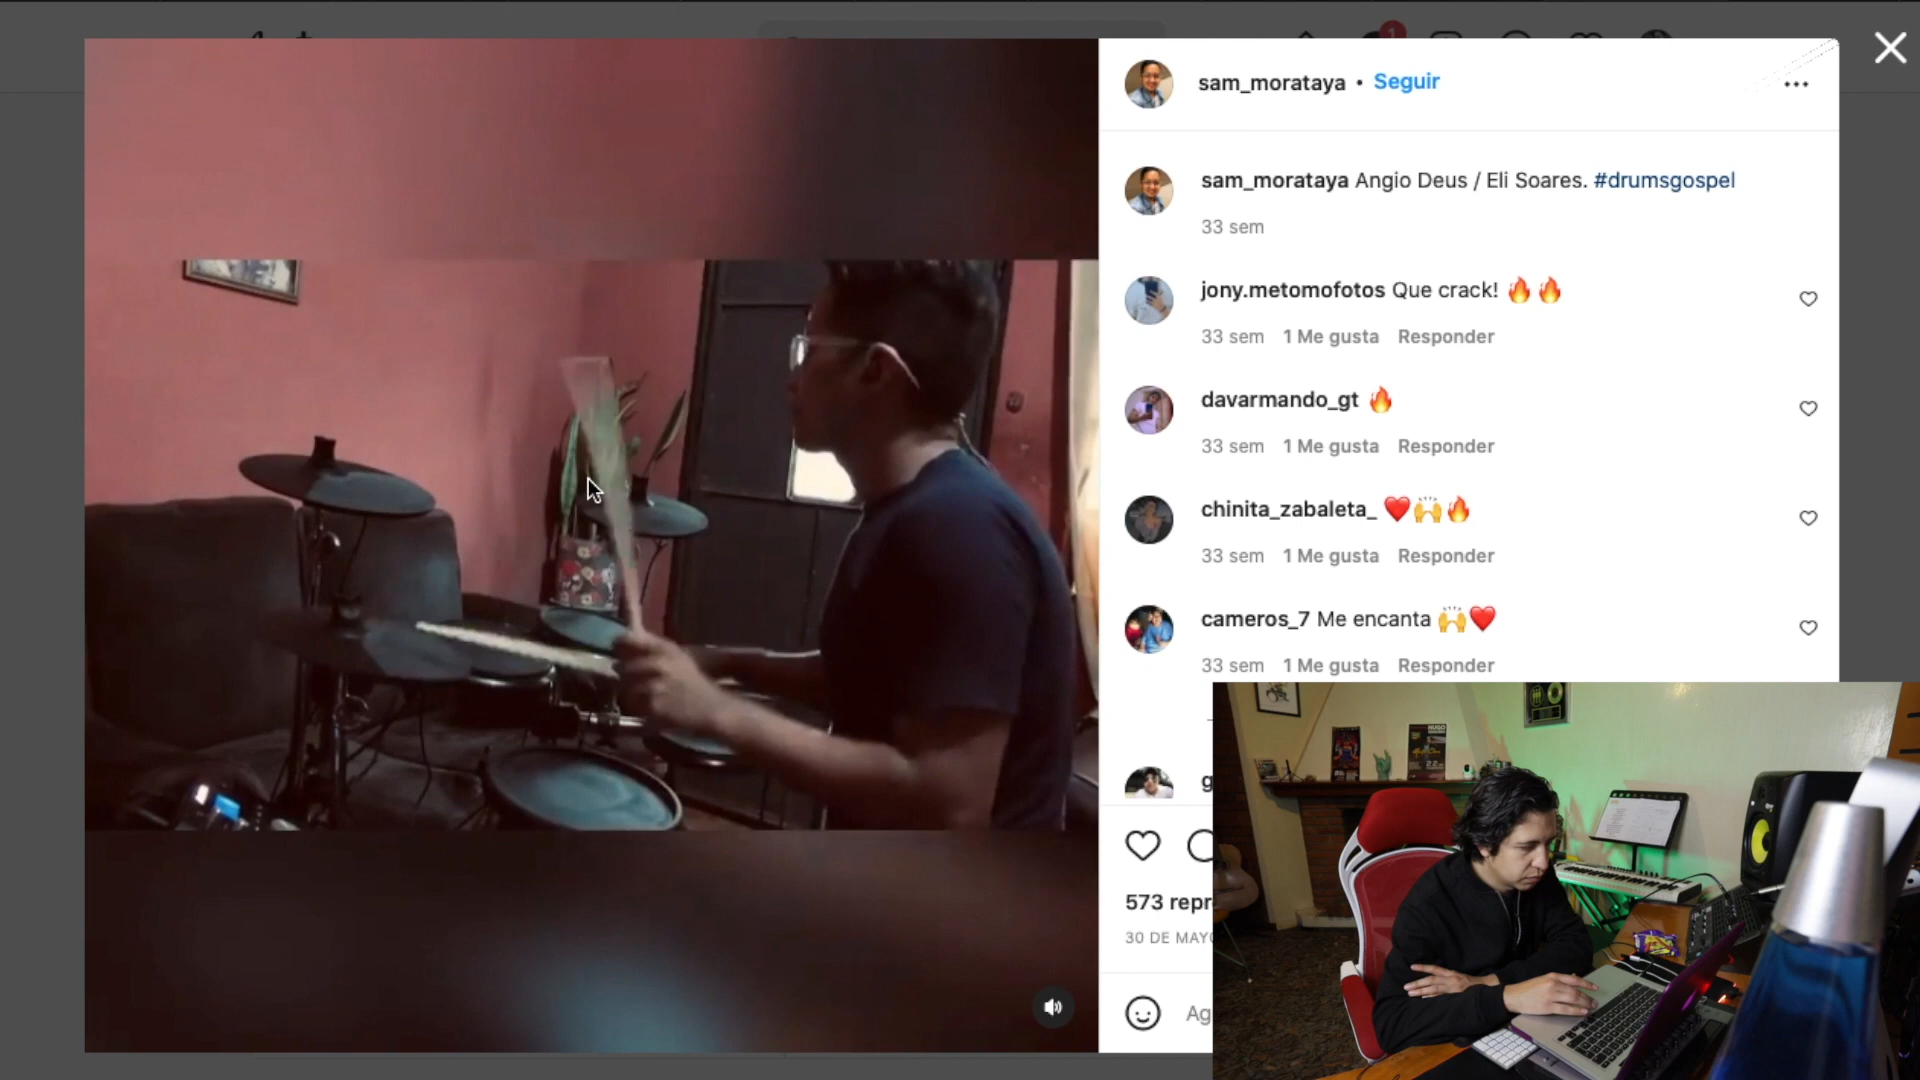 1
sam_morataya • Seguir
sam_morataya Angio Deus / Eli Soares. #drumsgospel
33 sem
jony.metomofotos Que crack! 🔥🔥
33 sem 1 Me gusta Responder
davarmando_gt 🔥
33 sem 1 Me gusta Responder
chinita_zabaleta_ ❤️🙌🔥
33 sem 1 Me gusta Responder
cameros_7 Me encanta 🙌❤️
33 sem 1 Me gusta Responder
g
573 repr
30 DE MAYO
Ag